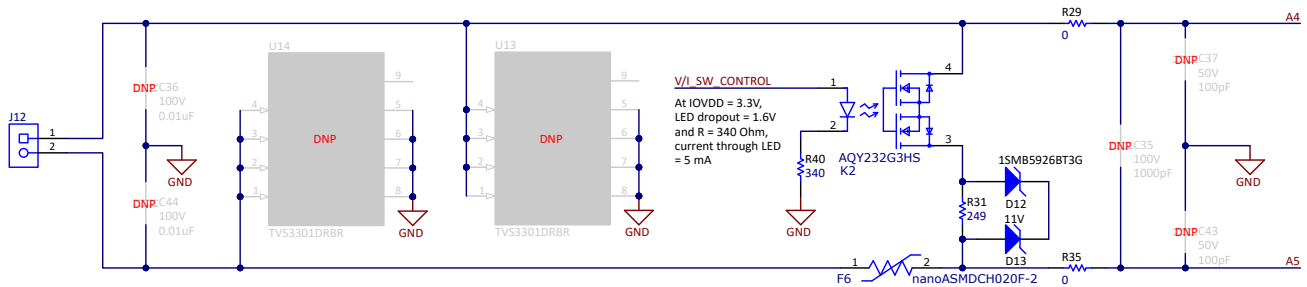 J12
1
2
DNP
C36
100V
0.01uF
GND
DNP
C44
100V
0.01uF
U14
4
3
2
1
9
5
6
7
8
DNP
TVS3301DRBR
GND
U13
4
3
2
1
9
5
6
7
8
DNP
TVS3301DRBR
GND
V/I_SW_CONTROL
At IOVDD = 3.3V,
LED dropout = 1.6V
and R = 340 Ohm,
current through LED
= 5 mA
1
2
4
3
R40
340
GND
AQY232G3HS
K2
R31
249
1SMB5926BT3G
D12
11V
D13
1
2
F6
nanoASMDCH020F-2
R29
0
R35
0
DNP
C35
100V
1000pF
DNP
C37
50V
100pF
GND
DNP
C43
50V
100pF
A4
A5